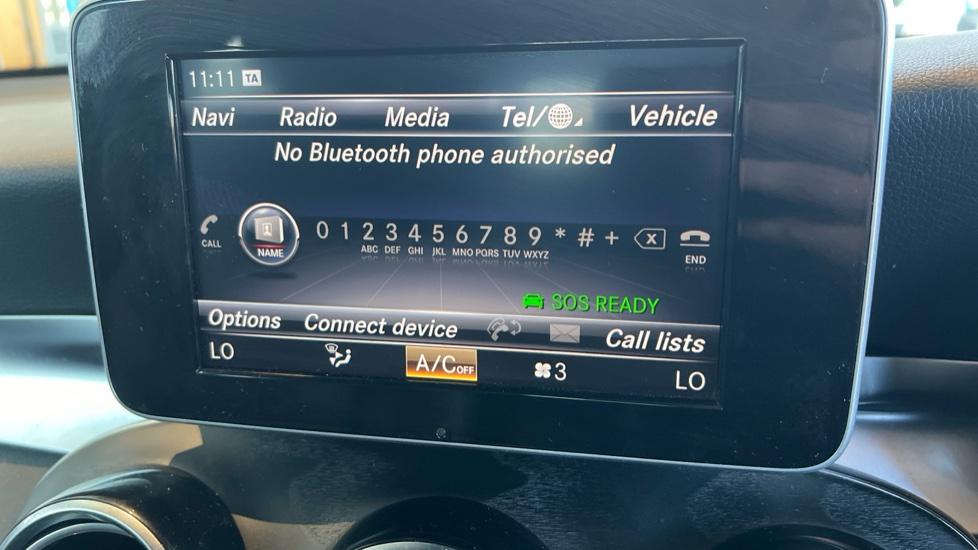 11:11 TA
Navi Radio Media Tel/ Vehicle
No Bluetooth phone authorised
CALL NAME 0 1 2 3 4 5 6 7 8 9 * # + x END
ABC DEF GHI JKL MNO PQRS TUV WXYZ
SOS READY
Options Connect device Call lists
LO A/C OFF 3 LO